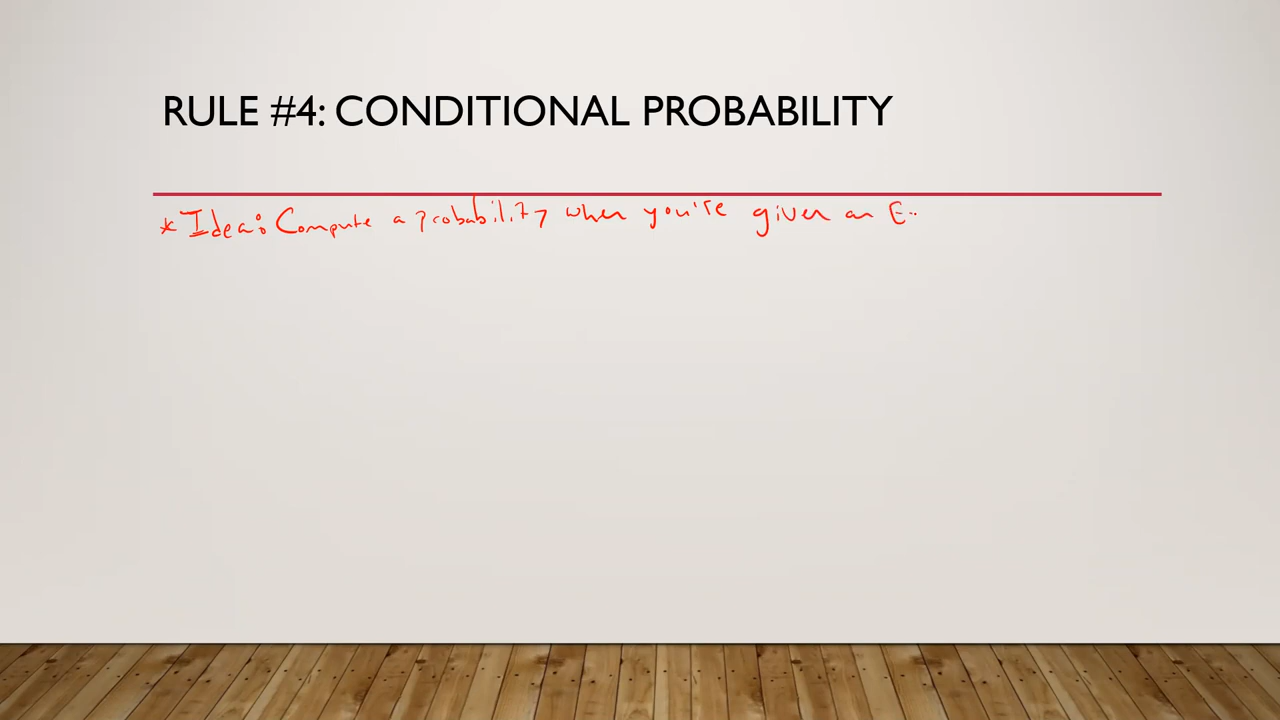 RULE #4: CONDITIONAL PROBABILITY
* Idea: Compute a probability when you're given an E..